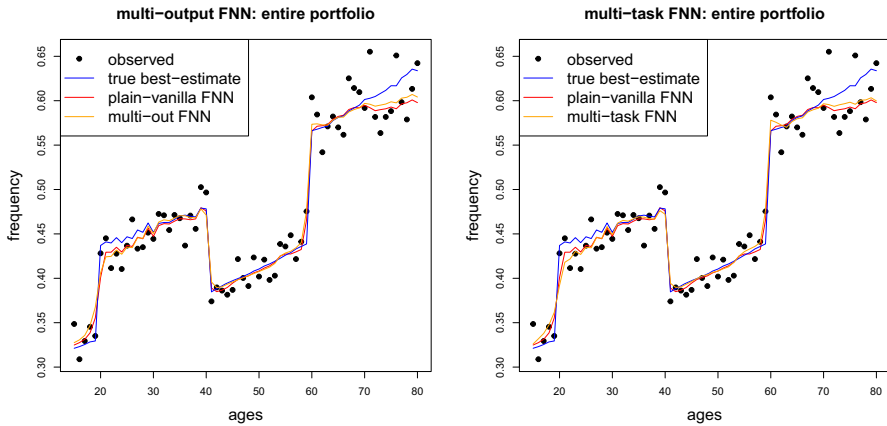 multi-output FNN: entire portfolio
observed
true best-estimate
plain-vanilla FNN
multi-out FNN
frequency
0.65
0.60
0.55
0.50
0.45
0.40
0.35
0.30
20 30 40 50 60 70 80
ages
multi-task FNN: entire portfolio
observed
true best-estimate
plain-vanilla FNN
multi-task FNN
frequency
0.65
0.60
0.55
0.50
0.45
0.40
0.35
0.30
20 30 40 50 60 70 80
ages